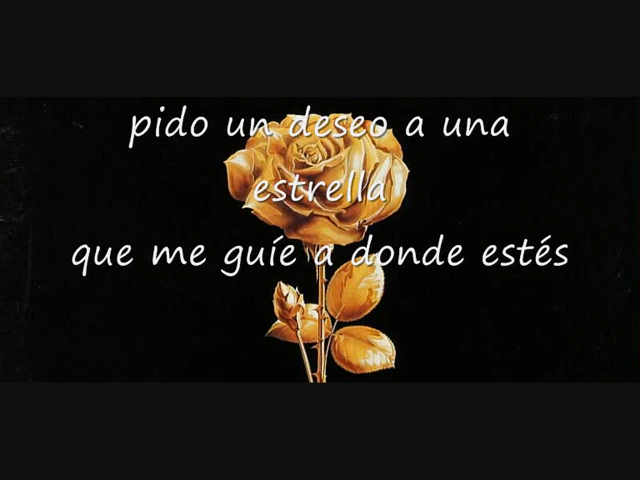 pido un deseo a una
estrella
que me guíe a donde estés